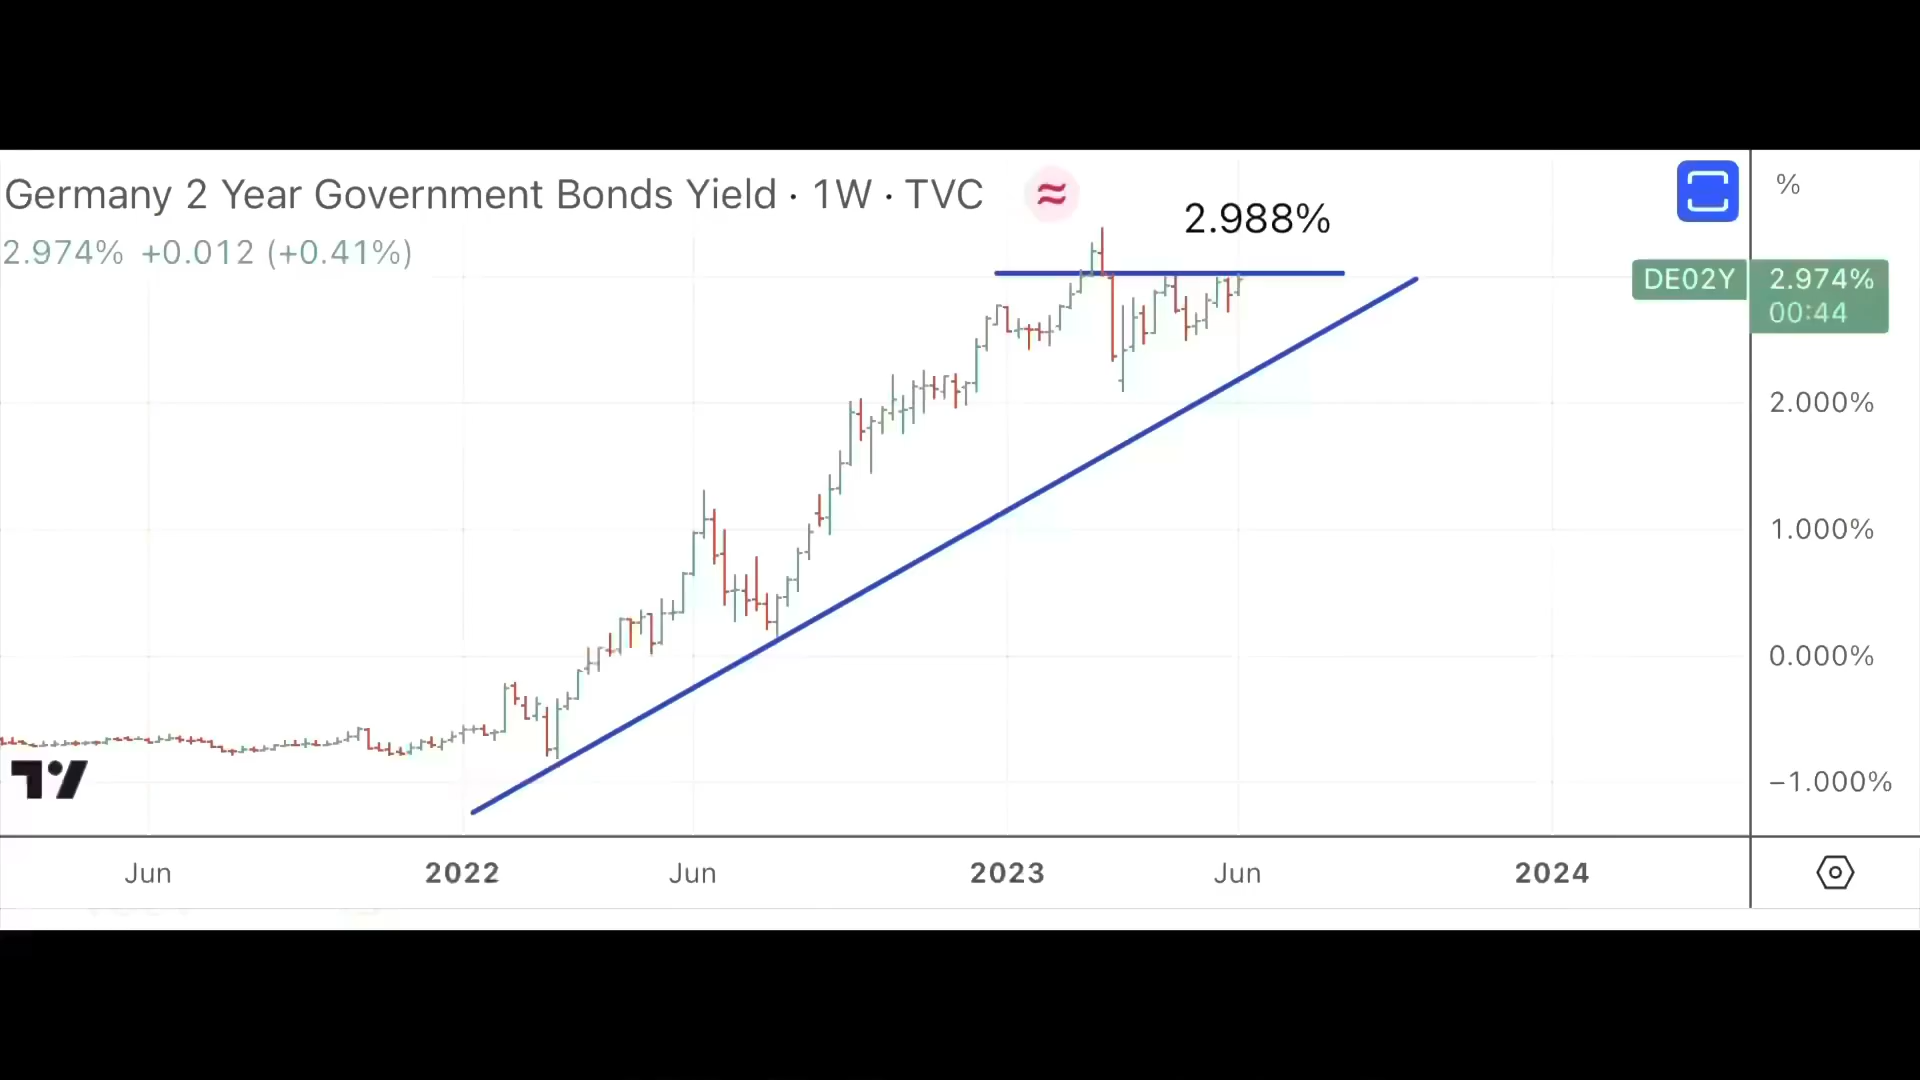 Germany 2 Year Government Bonds Yield · 1W · TVC
≈
%
2.988%
2.974% +0.012 (+0.41%)
DE02Y 2.974%
00:44
2.000%
1.000%
0.000%
−1.000%
Jun 2022 Jun 2023 Jun 2024